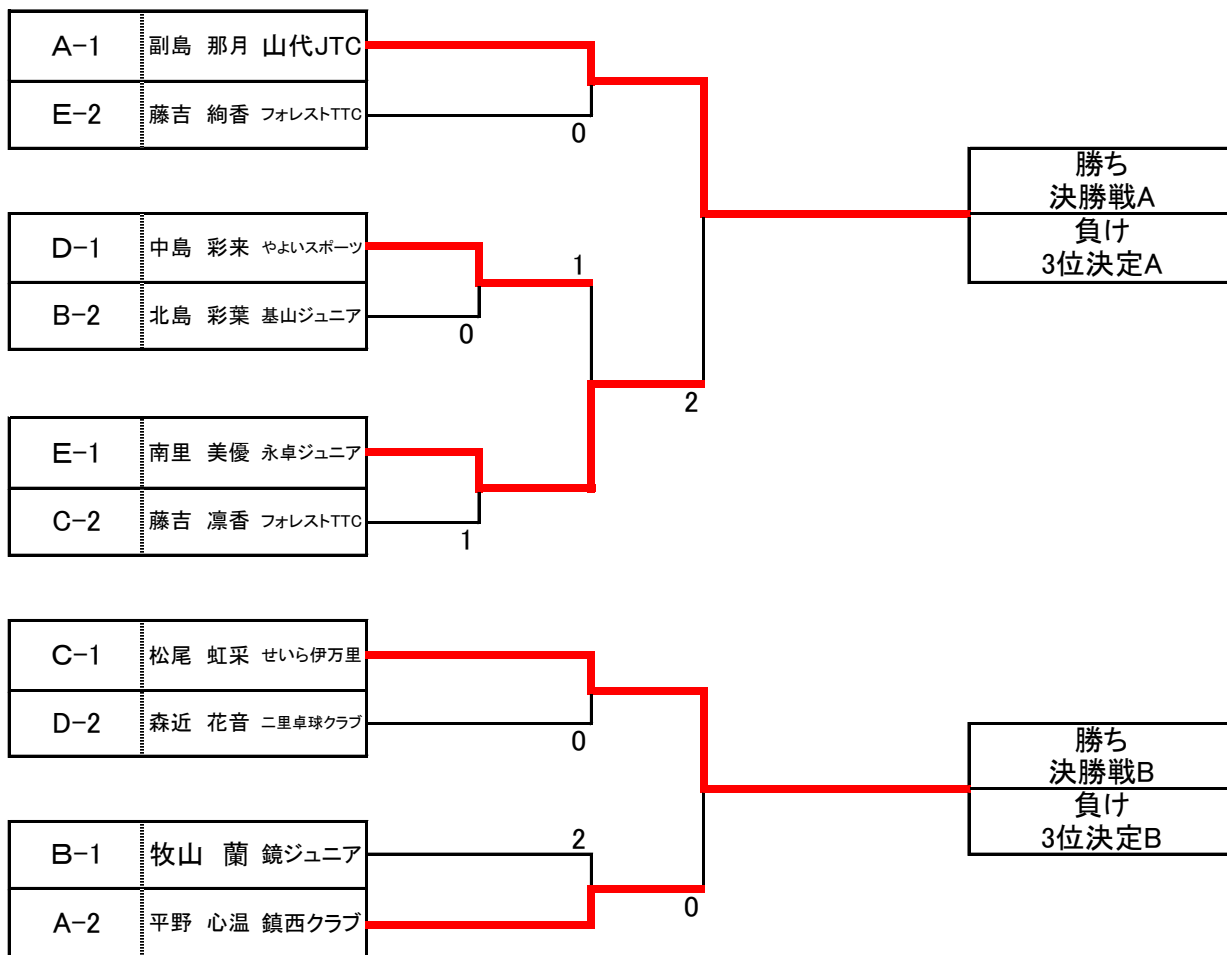 A-1 副島 那月 山代JTC
E-2 藤吉 絢香 フォレストTTC
0
勝ち
決勝戦A
負け
3位決定A
D-1 中島 彩来 やよいスポーツ
1
B-2 北島 彩葉 基山ジュニア
0
2
E-1 南里 美優 永卓ジュニア
C-2 藤吉 凛香 フォレストTTC
1
C-1 松尾 虹采 せいら伊万里
D-2 森近 花音 二里卓球クラブ
0
勝ち
決勝戦B
負け
3位決定B
B-1 牧山 蘭 鏡ジュニア
2
A-2 平野 心温 鎮西クラブ
0